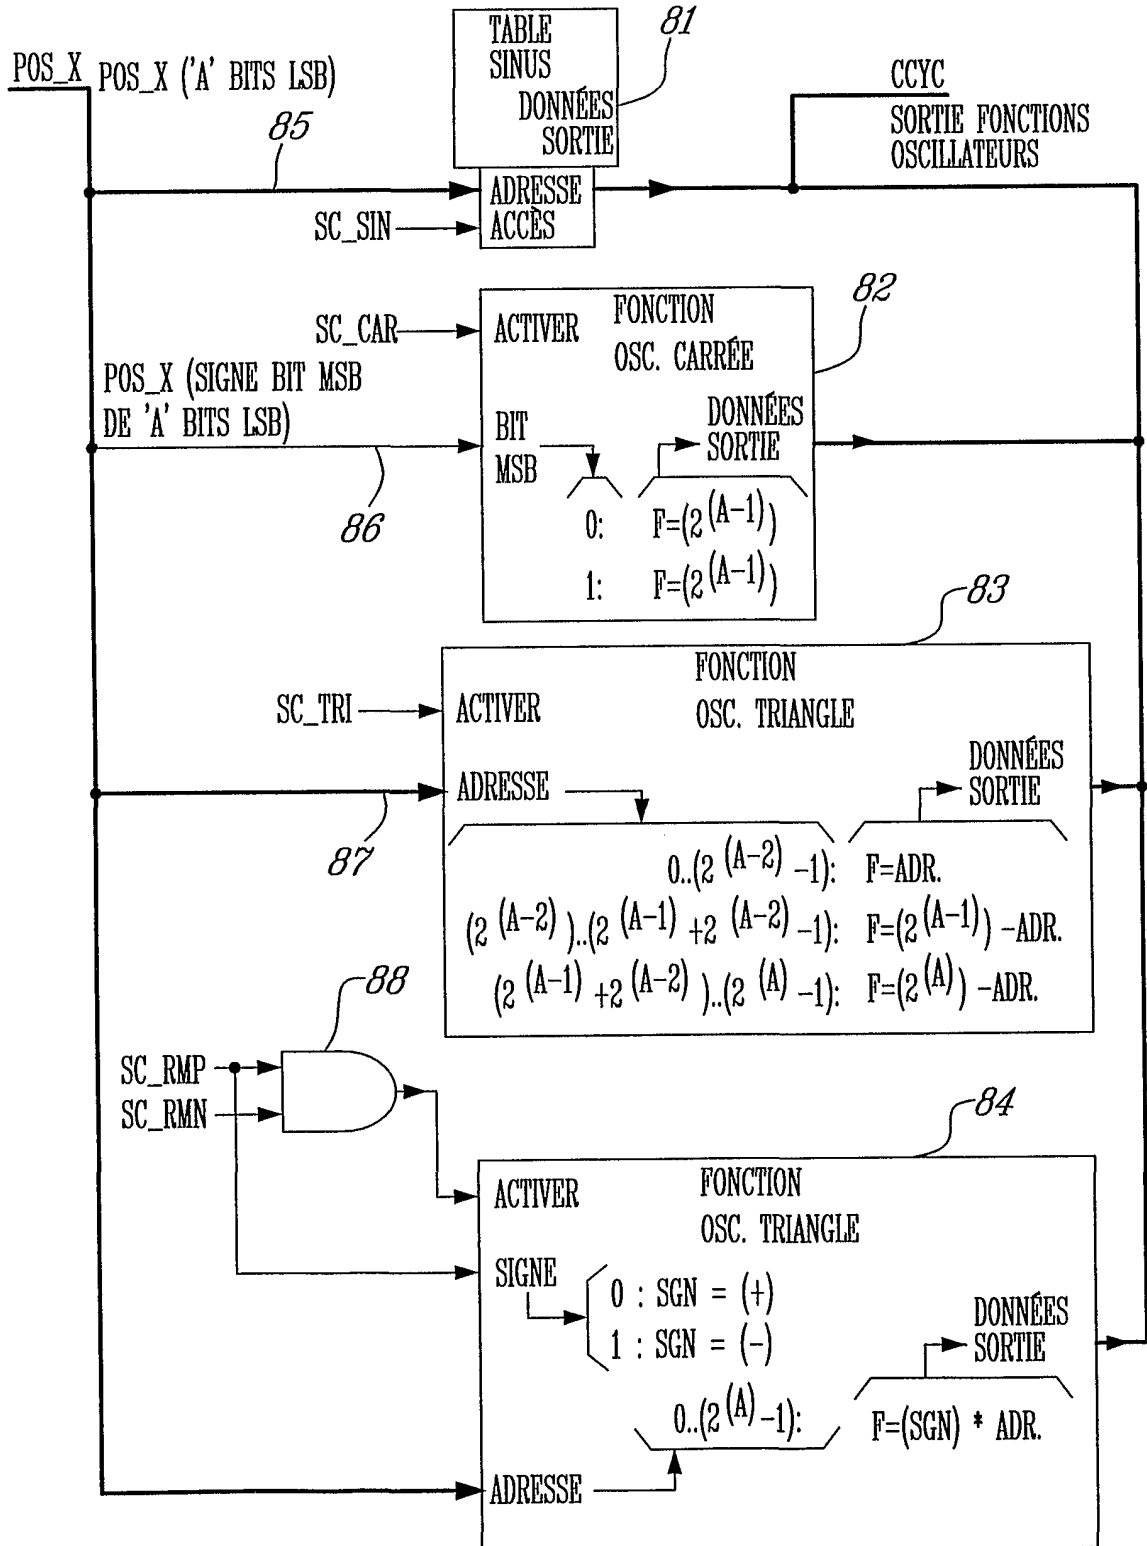 81
TABLE
SINUS
DONNÉES
SORTIE
POS_X POS_X ('A' BITS LSB)
CCYC
SORTIE FONCTIONS
OSCILLATEURS
85
ADRESSE
SC_SIN ACCÈS
82
SC_CAR ACTIVER FONCTION
OSC. CARRÉE
POS_X (SIGNE BIT MSB
DE 'A' BITS LSB)
BIT
MSB
DONNÉES
SORTIE
86
0: F=(2^(A-1))
1: F=(2^(A-1))
83
FONCTION
SC_TRI ACTIVER OSC. TRIANGLE
DONNÉES
SORTIE
ADRESSE
87
0..(2^(A-2) -1): F=ADR.
(2^(A-2))..(2^(A-1) +2^(A-2) -1): F=(2^(A-1)) -ADR.
(2^(A-1) +2^(A-2))..(2^(A) -1): F=(2^(A)) -ADR.
88
SC_RMP
SC_RMN
84
ACTIVER FONCTION
OSC. TRIANGLE
SIGNE
0 : SGN = (+)
1 : SGN = (-)
DONNÉES
SORTIE
0..(2^(A) -1): F=(SGN) * ADR.
ADRESSE